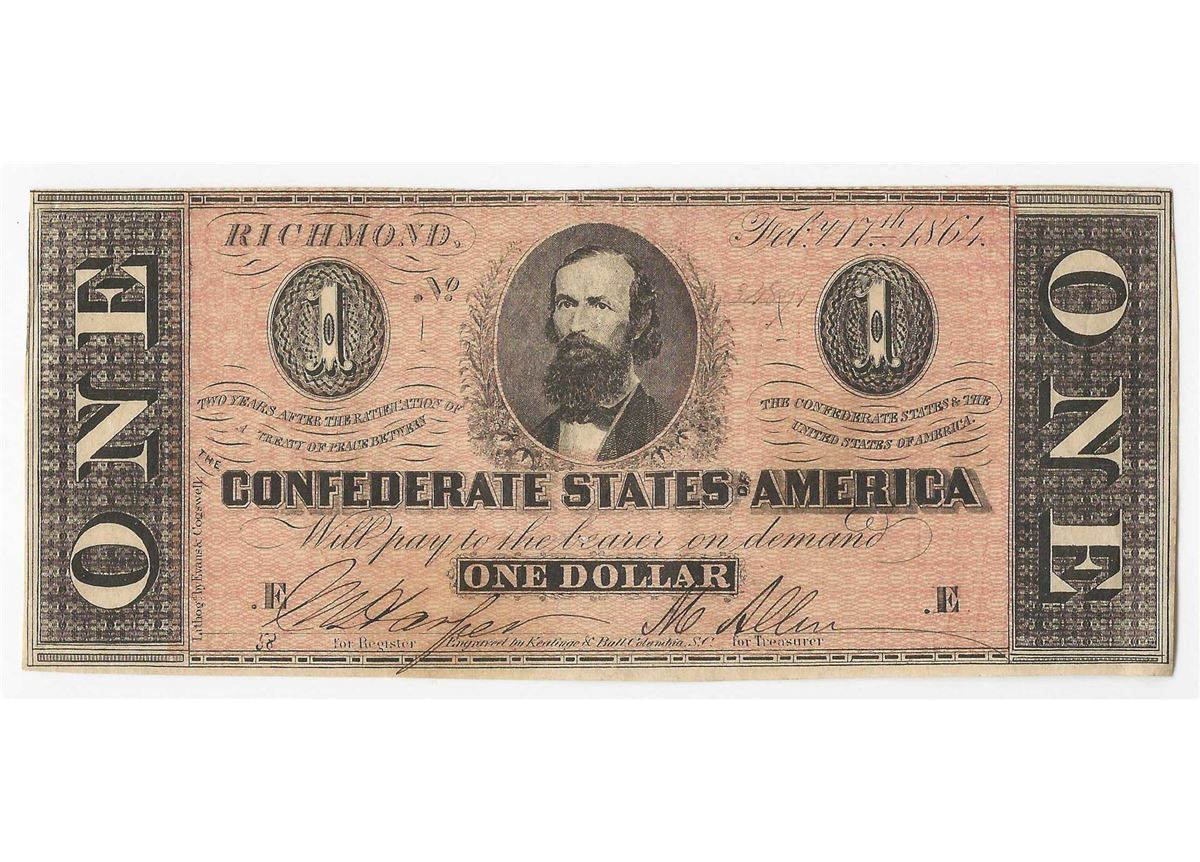 RICHMOND,
Feb.y 17th 1864.
No.
1
1
TWO YEARS AFTER THE RATIFICATION OF
A TREATY OF PEACE BETWEEN
THE CONFEDERATE STATES & THE
UNITED STATES OF AMERICA.
THE
CONFEDERATE STATES OF AMERICA
Will pay to the bearer on demand
ONE DOLLAR
.E
.E
M Allen
58
for Register
Engraved by Keatinge & Ball, Columbia, S.C.
for Treasurer
ONE
ONE
Lithog. by Evans & Cogswell.